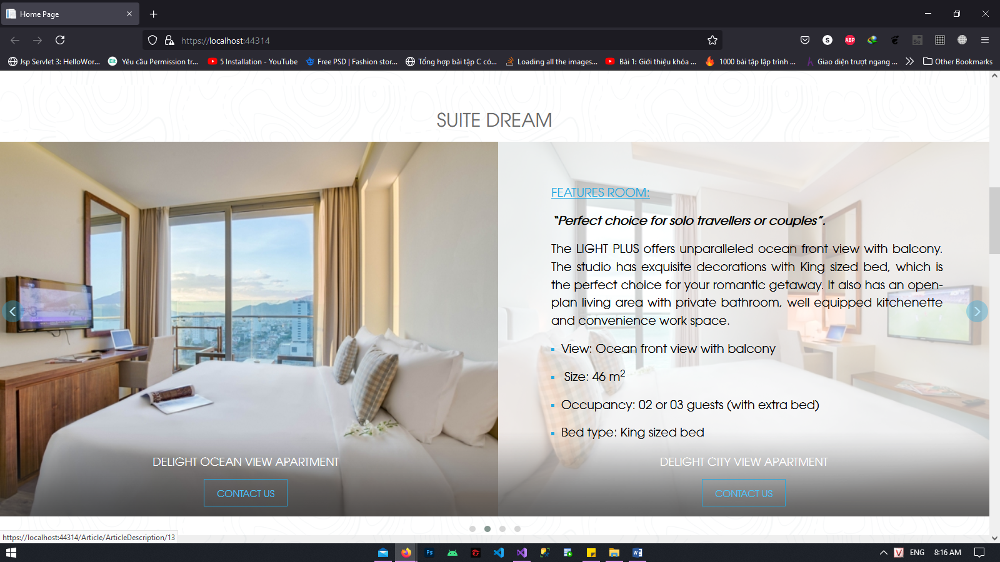 Home Page
https://localhost:44314
S
ABP
Jsp Servlet 3: HelloWor...
Eit
Yêu cầu Permission tr...
5 Installation - YouTube
Free PSD | Fashion stor...
Tổng hợp bài tập C có...
Loading all the images...
Bài 1: Giới thiệu khóa ...
1000 bài tập lập trình ...
Giao diện trượt ngang ...
Other Bookmarks
SUITE DREAM
FEATURES ROOM:
“Perfect choice for solo travellers or couples”.
The LIGHT PLUS offers unparalleled ocean front view with balcony.
The studio has exquisite decorations with King sized bed, which is
the perfect choice for your romantic getaway. It also has an open-
plan living area with private bathroom, well equipped kitchenette
and convenience work space.
View: Ocean front view with balcony
Size: 46 m²
Occupancy: 02 or 03 guests (with extra bed)
Bed type: King sized bed
DELIGHT OCEAN VIEW APARTMENT
DELIGHT CITY VIEW APARTMENT
CONTACT US
CONTACT US
https://localhost:44314/Article/ArticleDescription/13
Ps
W
V
ENG
8:16 AM